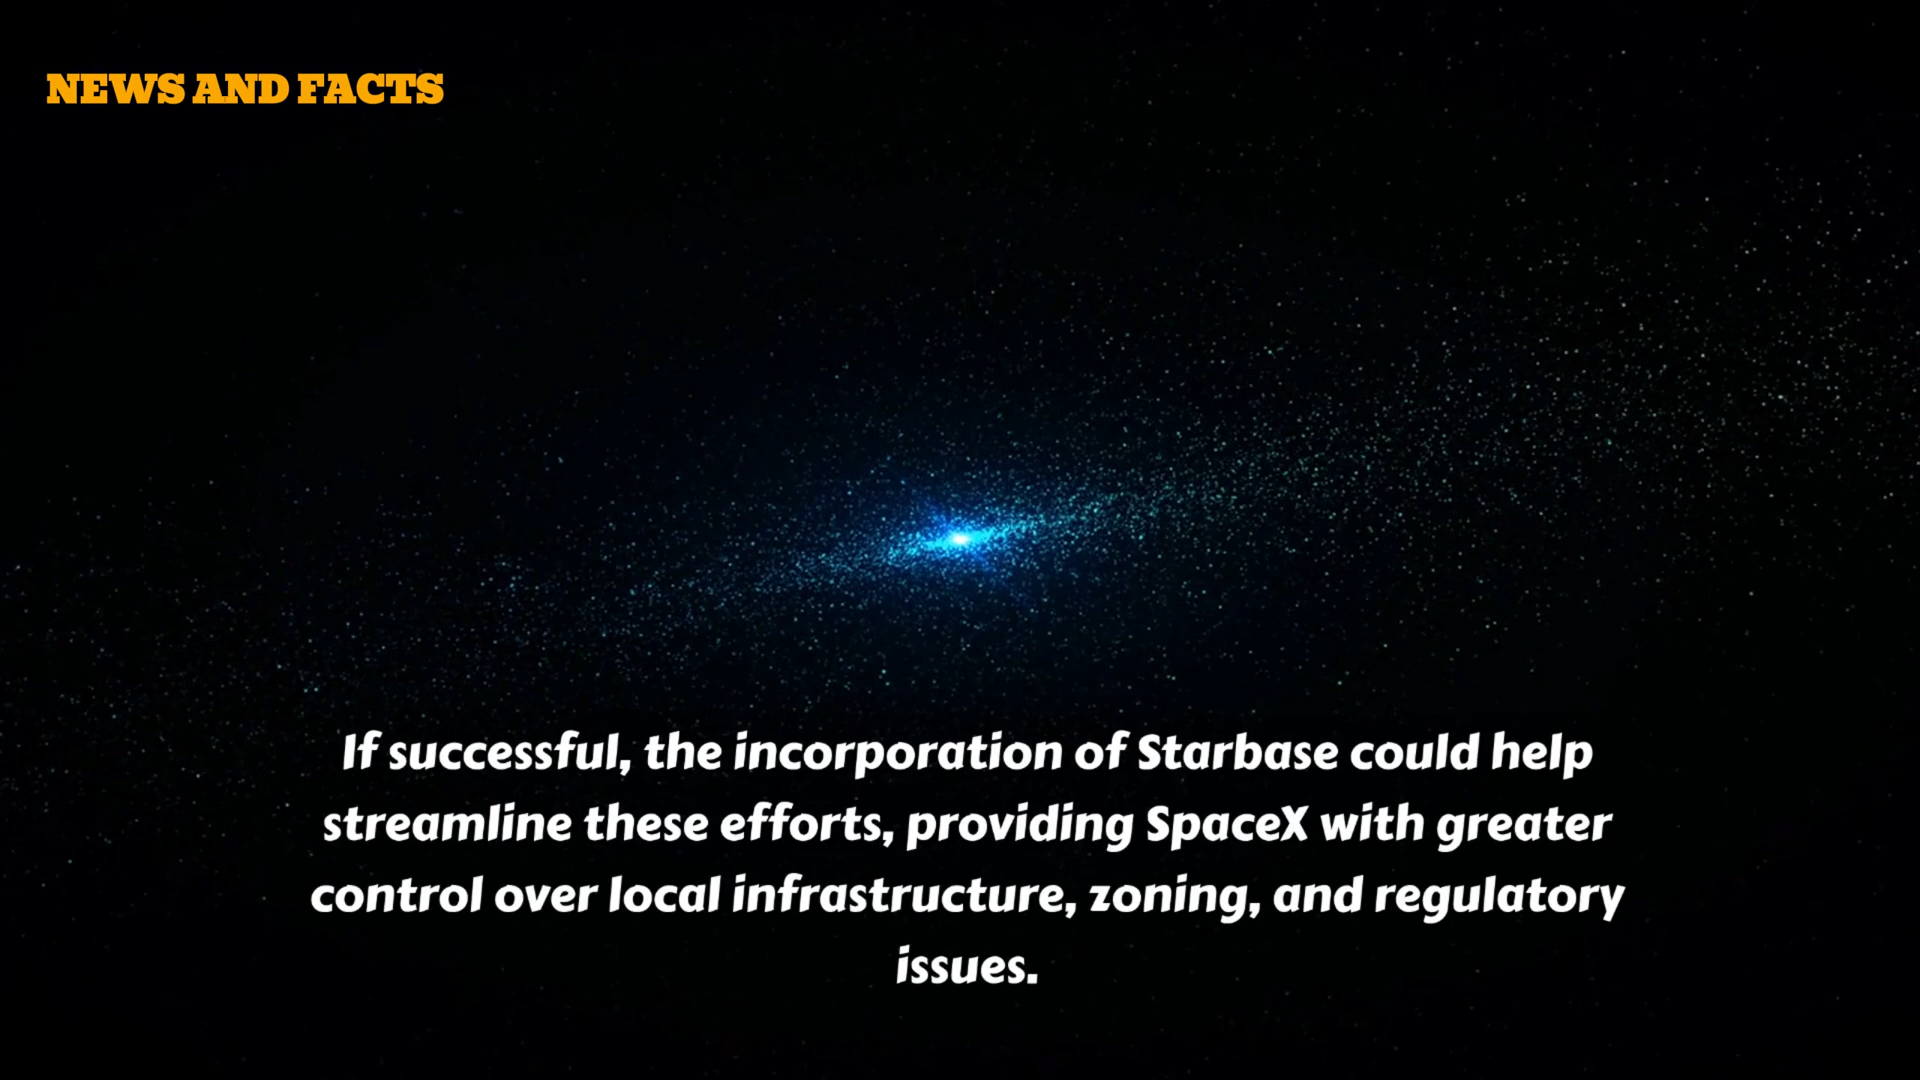 NEWS AND FACTS
If successful, the incorporation of Starbase could help
streamline these efforts, providing SpaceX with greater
control over local infrastructure, zoning, and regulatory
issues.